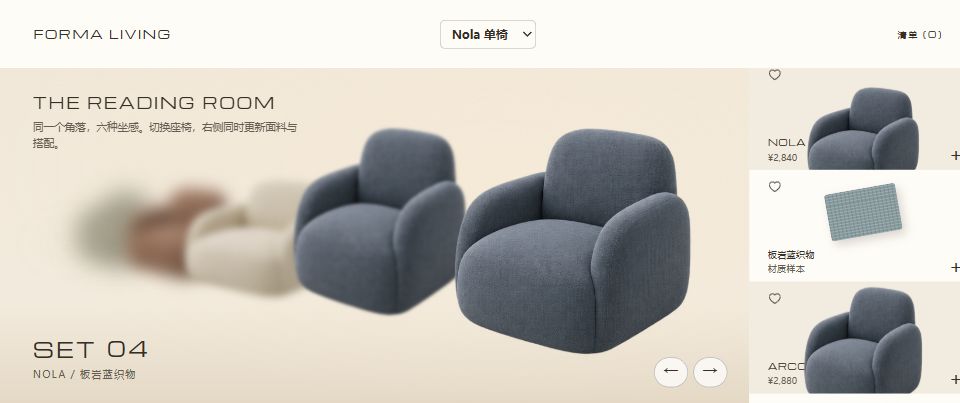 FORMA LIVING
Nola 单椅
清单 (0)
THE READING ROOM
同一个角落，六种坐感。切换座椅，右侧同时更新面料与
搭配。
SET 04
NOLA / 板岩蓝织物
← →
NOLA
¥2,840
+
板岩蓝织物
材质样本
+
ARCO
¥2,880
+